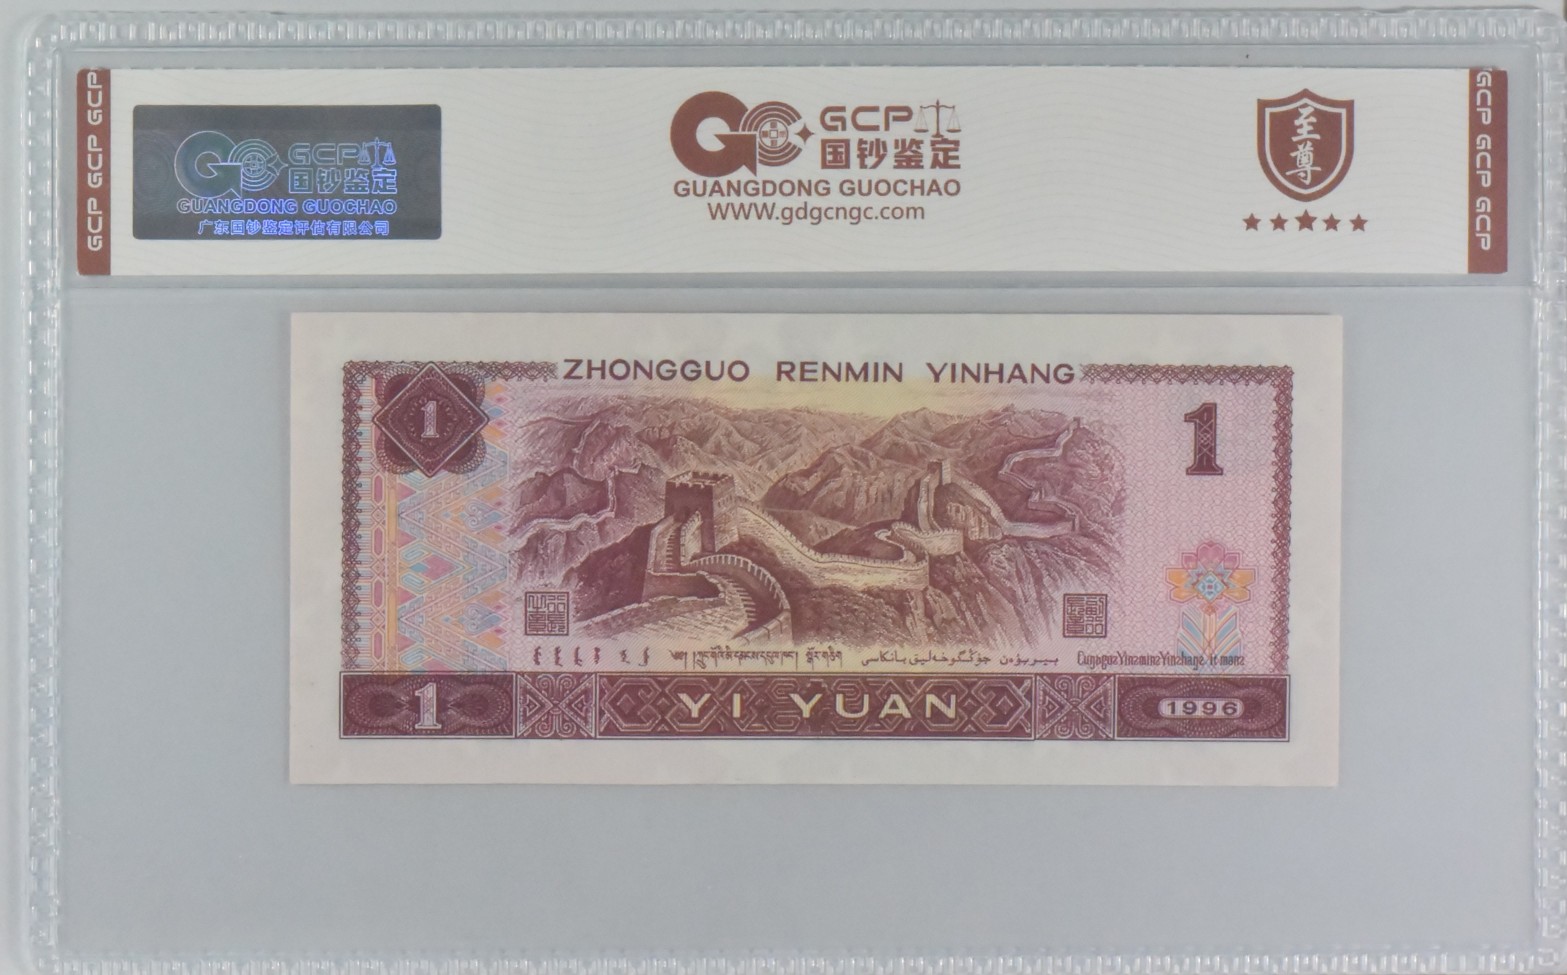 GCP GCP GCP
GCP
国钞鉴定
GUANGDONG GUOCHAO
广东国钞鉴定评估有限公司
GCP
国钞鉴定
GUANGDONG GUOCHAO
WWW.gdgcngc.com
至尊
GCP GCP GCP
ZHONGGUO RENMIN YINHANG
1
1
1
YI YUAN
1996